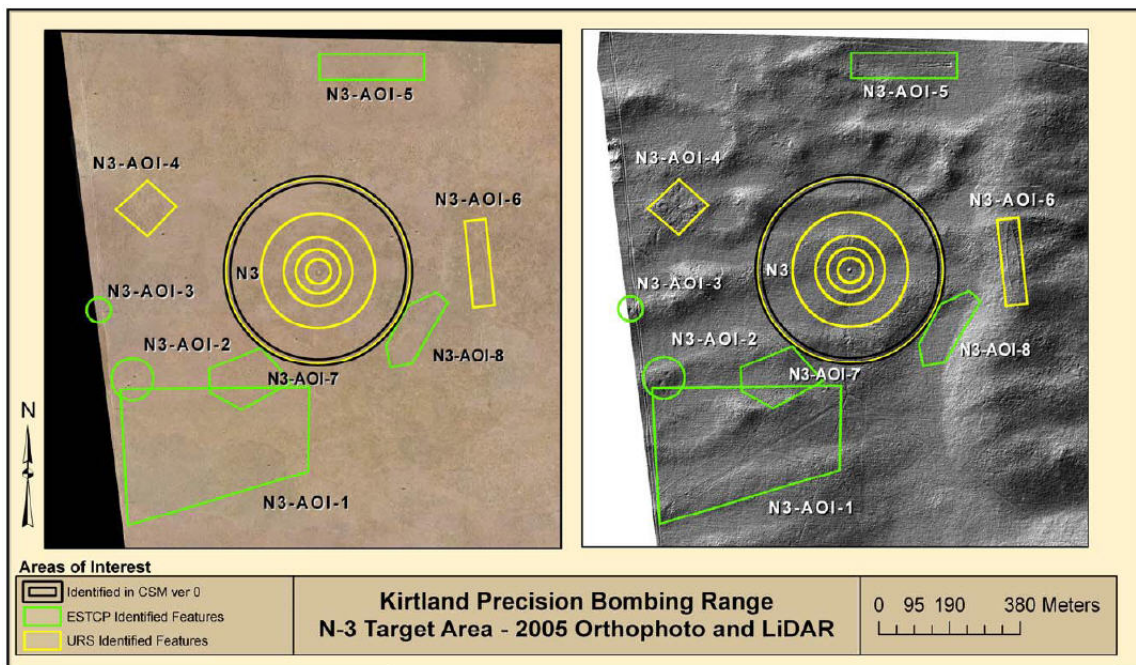 N3-AOI-5
N3-AOI-4
N3-AOI-6
N3
N3-AOI-3
N3-AOI-2
N3-AOI-8
N3-AOI-7
N3-AOI-1
N
N3-AOI-5
N3-AOI-4
N3-AOI-6
N3
N3-AOI-3
N3-AOI-2
N3-AOI-8
N3-AOI-7
N3-AOI-1
Areas of Interest
Identified in CSM ver 0
ESTCP Identified Features
URS Identified Features
Kirtland Precision Bombing Range
N-3 Target Area - 2005 Orthophoto and LiDAR
0 95 190 380 Meters